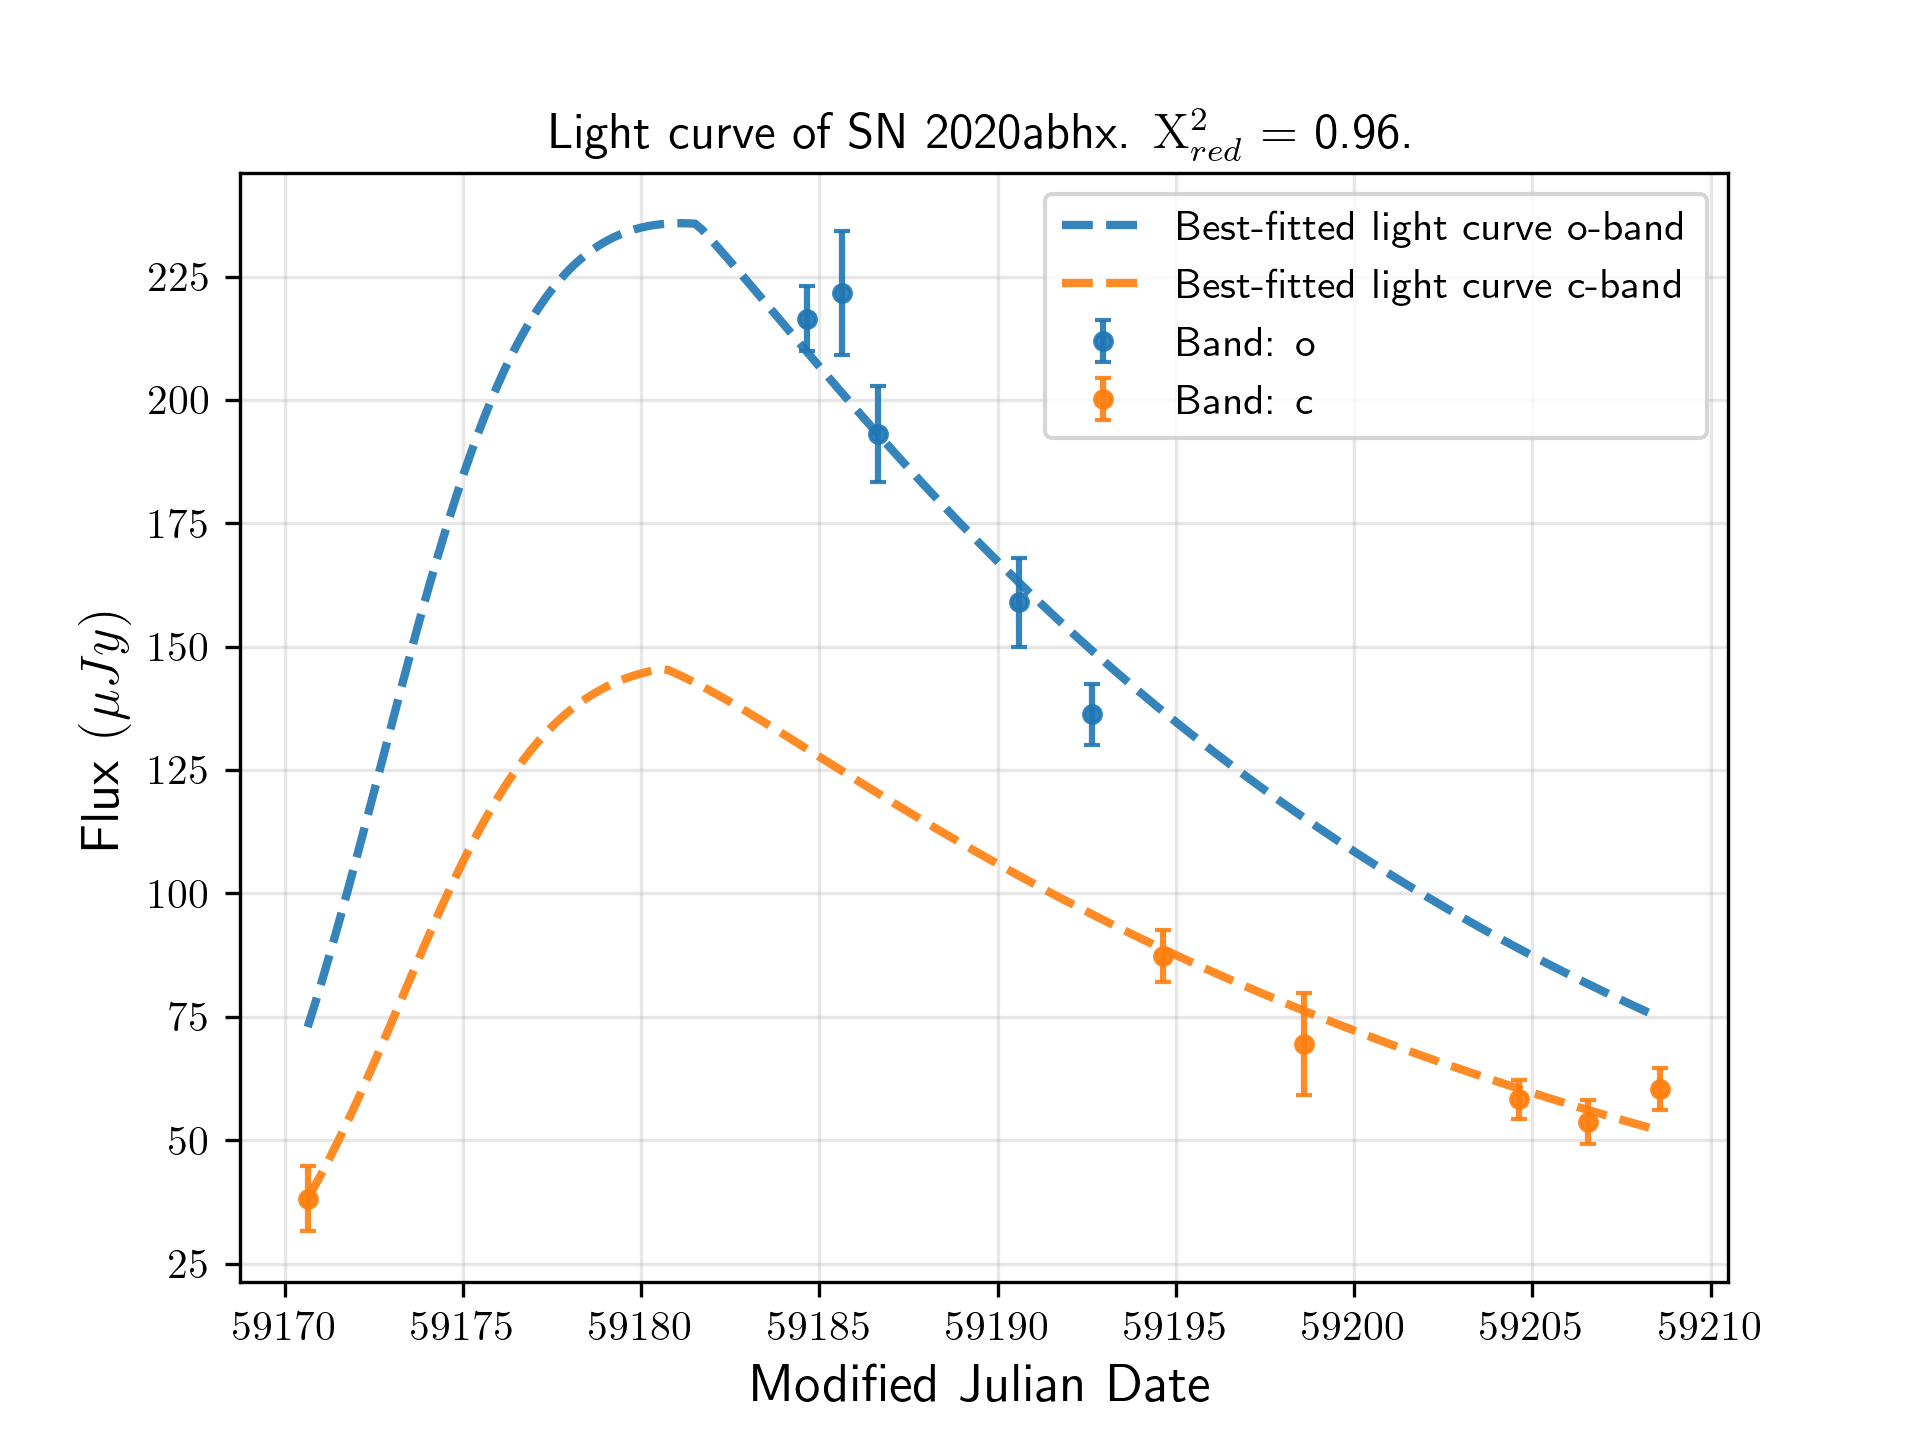 Light curve of SN 2020abhx. X²_red = 0.96.
Best-fitted light curve o-band
Best-fitted light curve c-band
Band: o
Band: c
Flux (μJy)
225
200
175
150
125
100
75
50
25
59170 59175 59180 59185 59190 59195 59200 59205 59210
Modified Julian Date